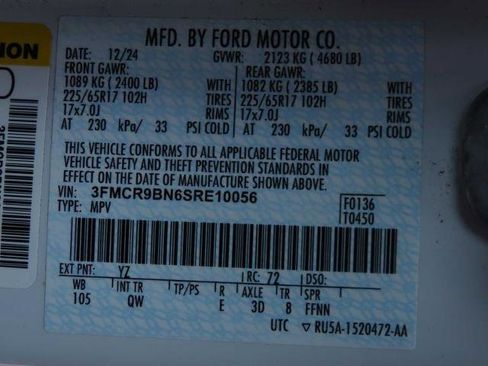 MFD. BY FORD MOTOR CO.
DATE: 12/24 GVWR: 2123 KG ( 4680 LB)
FRONT GAWR: REAR GAWR:
1089 KG ( 2400 LB) 1082 KG ( 2385 LB)
225/65R17 102H TIRES 225/65R17 102H TIRES
17x7.0J RIMS 17x7.0J RIMS
AT 230 kPa/ 33 PSI COLD AT 230 kPa/ 33 PSI COLD
THIS VEHICLE CONFORMS TO ALL APPLICABLE FEDERAL MOTOR
VEHICLE SAFETY AND THEFT PREVENTION STANDARDS IN
EFFECT ON THE DATE OF MANUFACTURE SHOWN ABOVE.
VIN: 3FMCR9BN6SRE10056 F0136
TYPE: MPV T0450
EXT PNT: YZ RC: 72 DSO:
WB INT TR TP/PS R AXLE TR SPR
105 QW E 3D 8 FFNN
UTC RU5A-1520472-AA